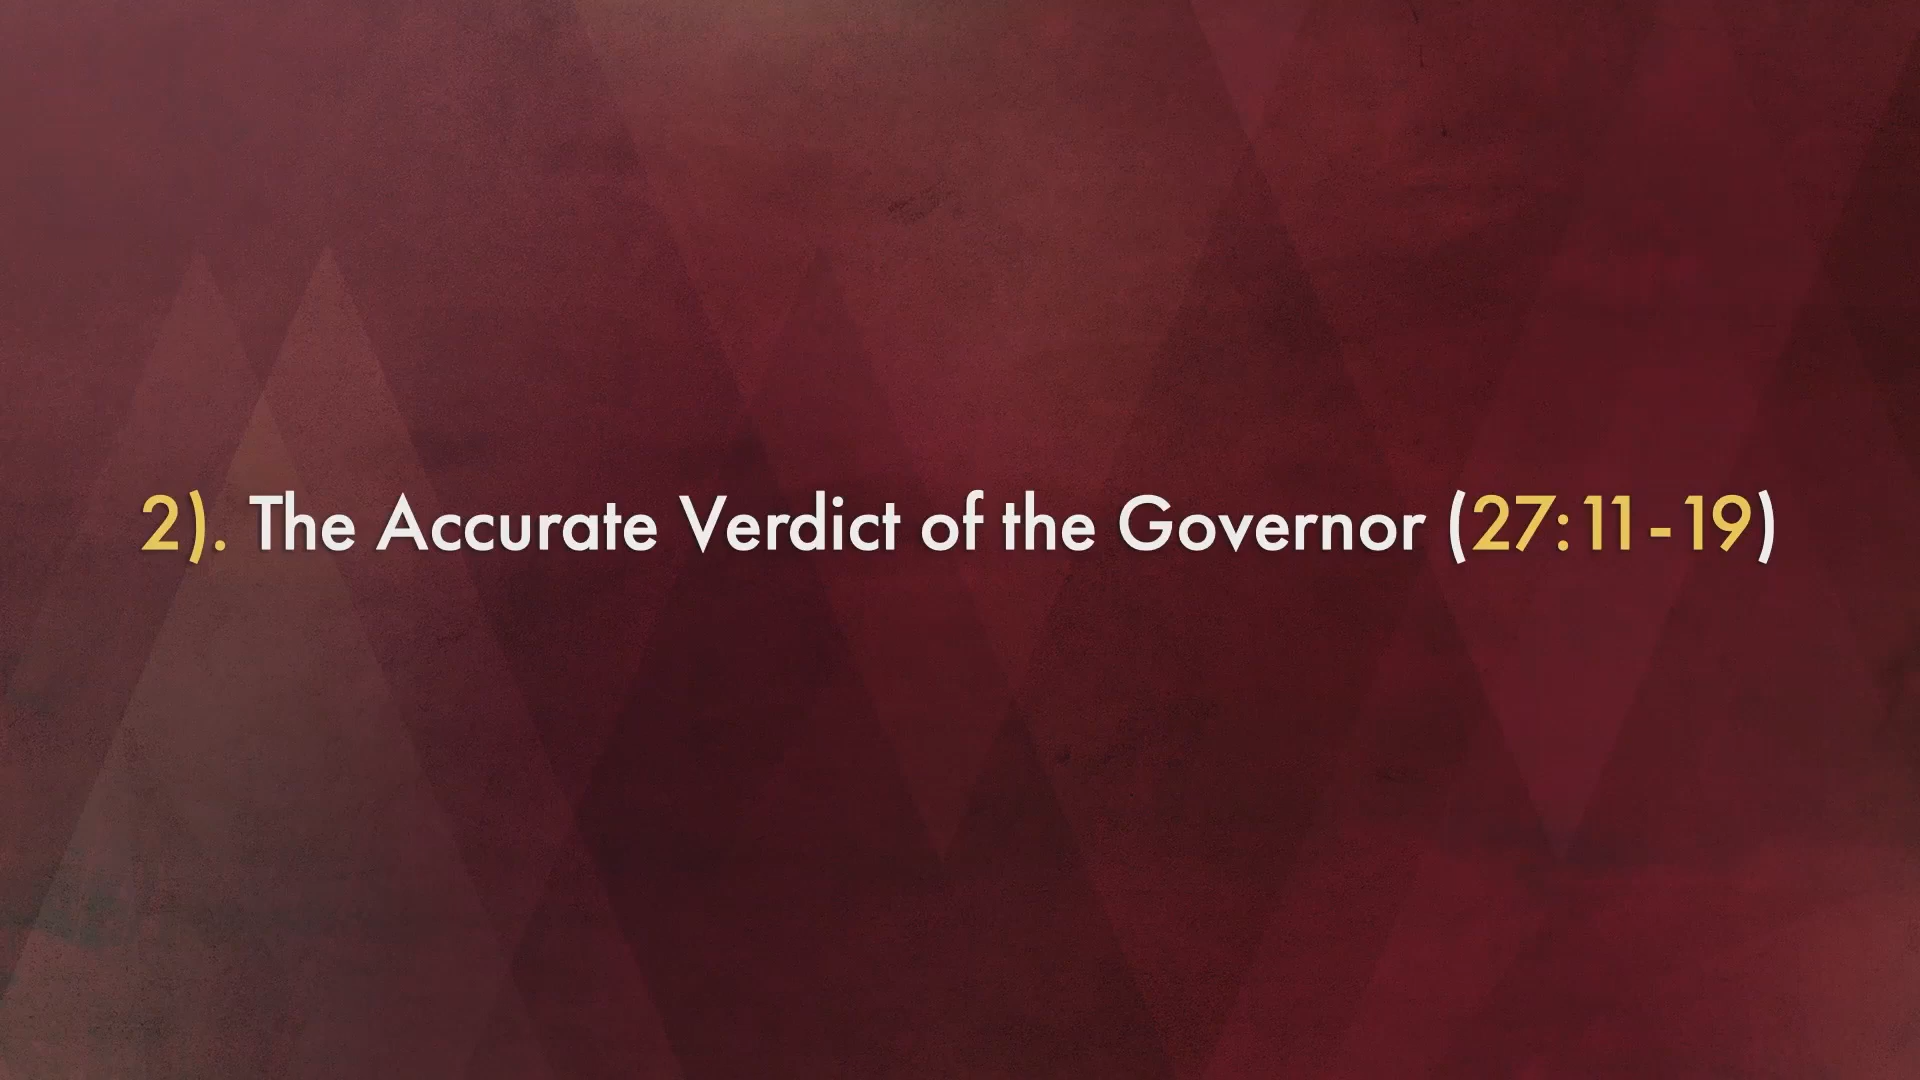 2). The Accurate Verdict of the Governor (27:11-19)